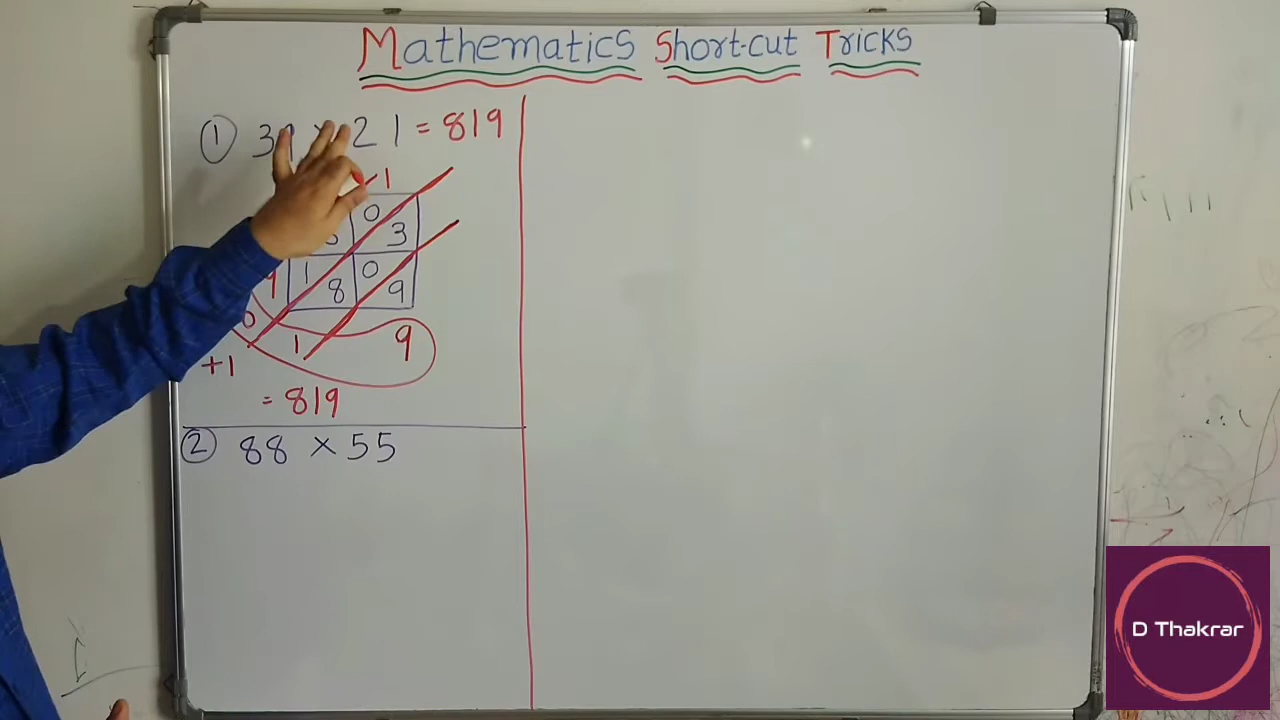 Mathematics Short-cut Tricks
① 39 × 21 = 819
1
0
3
1 8 0 9
1 9
+1
= 819
② 88 × 55
D Thakrar